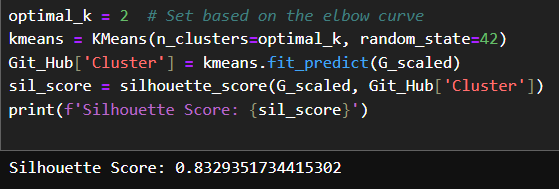 optimal_k = 2  # Set based on the elbow curve
kmeans = KMeans(n_clusters=optimal_k, random_state=42)
Git_Hub['Cluster'] = kmeans.fit_predict(G_scaled)
sil_score = silhouette_score(G_scaled, Git_Hub['Cluster'])
print(f'Silhouette Score: {sil_score}')
Silhouette Score: 0.8329351734415302